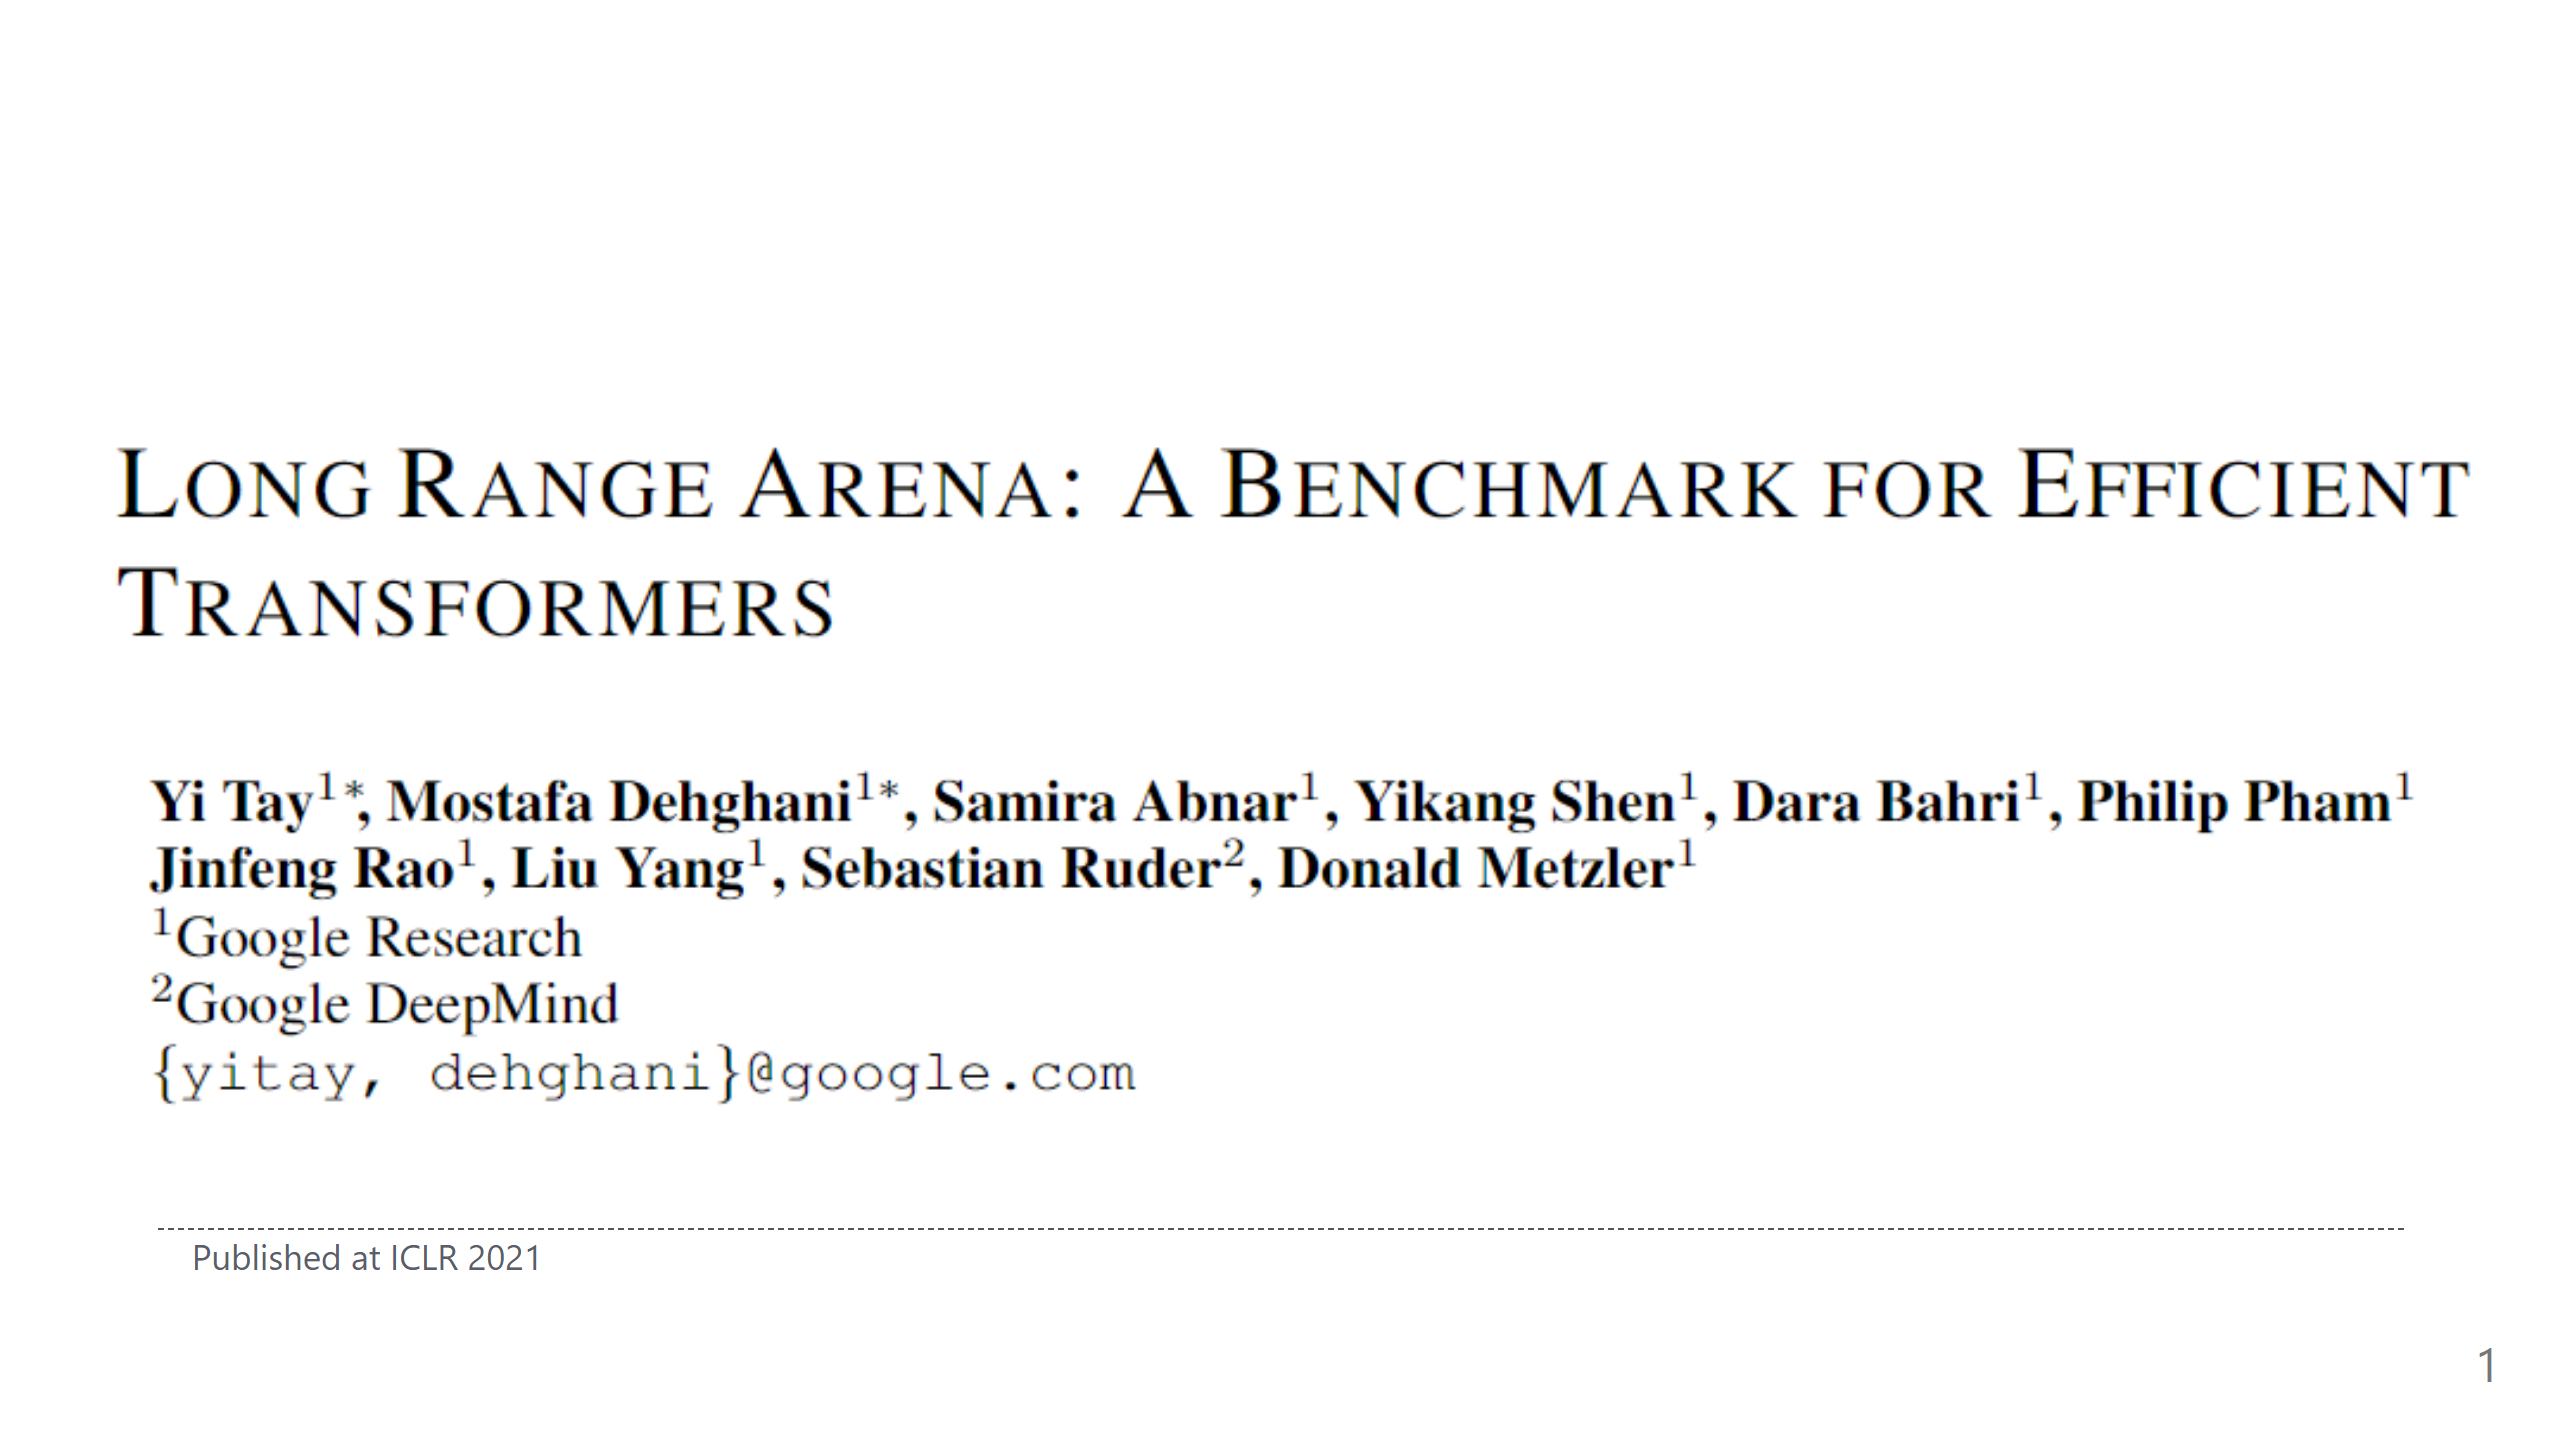 LONG RANGE ARENA: A BENCHMARK FOR EFFICIENT
TRANSFORMERS
Yi Tay¹*, Mostafa Dehghani¹*, Samira Abnar¹, Yikang Shen¹, Dara Bahri¹, Philip Pham¹
Jinfeng Rao¹, Liu Yang¹, Sebastian Ruder², Donald Metzler¹
¹Google Research
²Google DeepMind
{yitay, dehghani}@google.com
Published at ICLR 2021
1